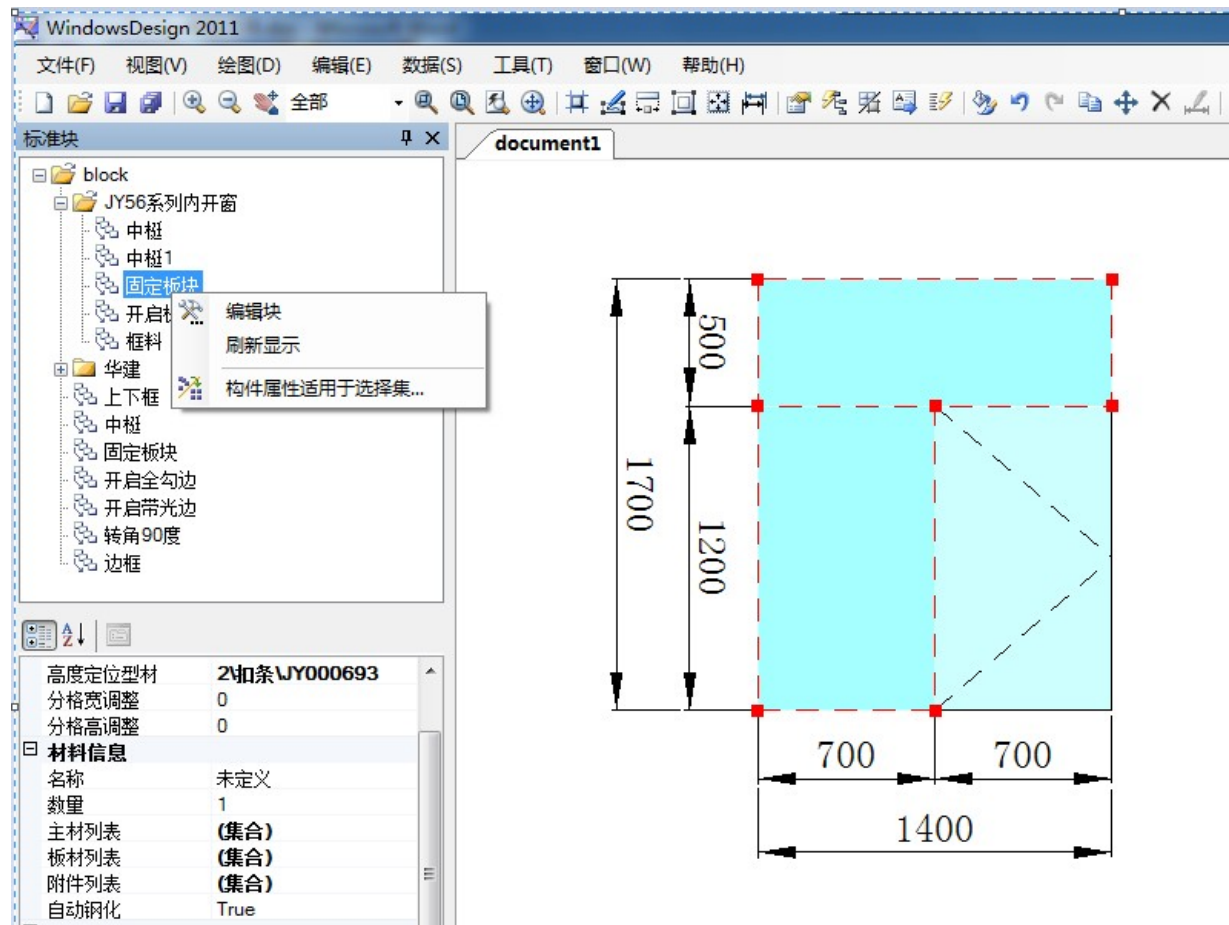 WindowsDesign 2011
文件(F) 视图(V) 绘图(D) 编辑(E) 数据(S) 工具(T) 窗口(W) 帮助(H)
全部
标准块
document1
block
JY56系列内开窗
中梃
中梃1
固定板块
开启
框料
华建
上下框
中梃
固定板块
开启全勾边
开启带光边
转角90度
边框
编辑块
刷新显示
构件属性适用于选择集...
高度定位型材 2\扣条\JY000693
分格宽调整 0
分格高调整 0
材料信息
名称 未定义
数量 1
主材列表 (集合)
板材列表 (集合)
附件列表 (集合)
自动钢化 True
500
1700
1200
700 700
1400